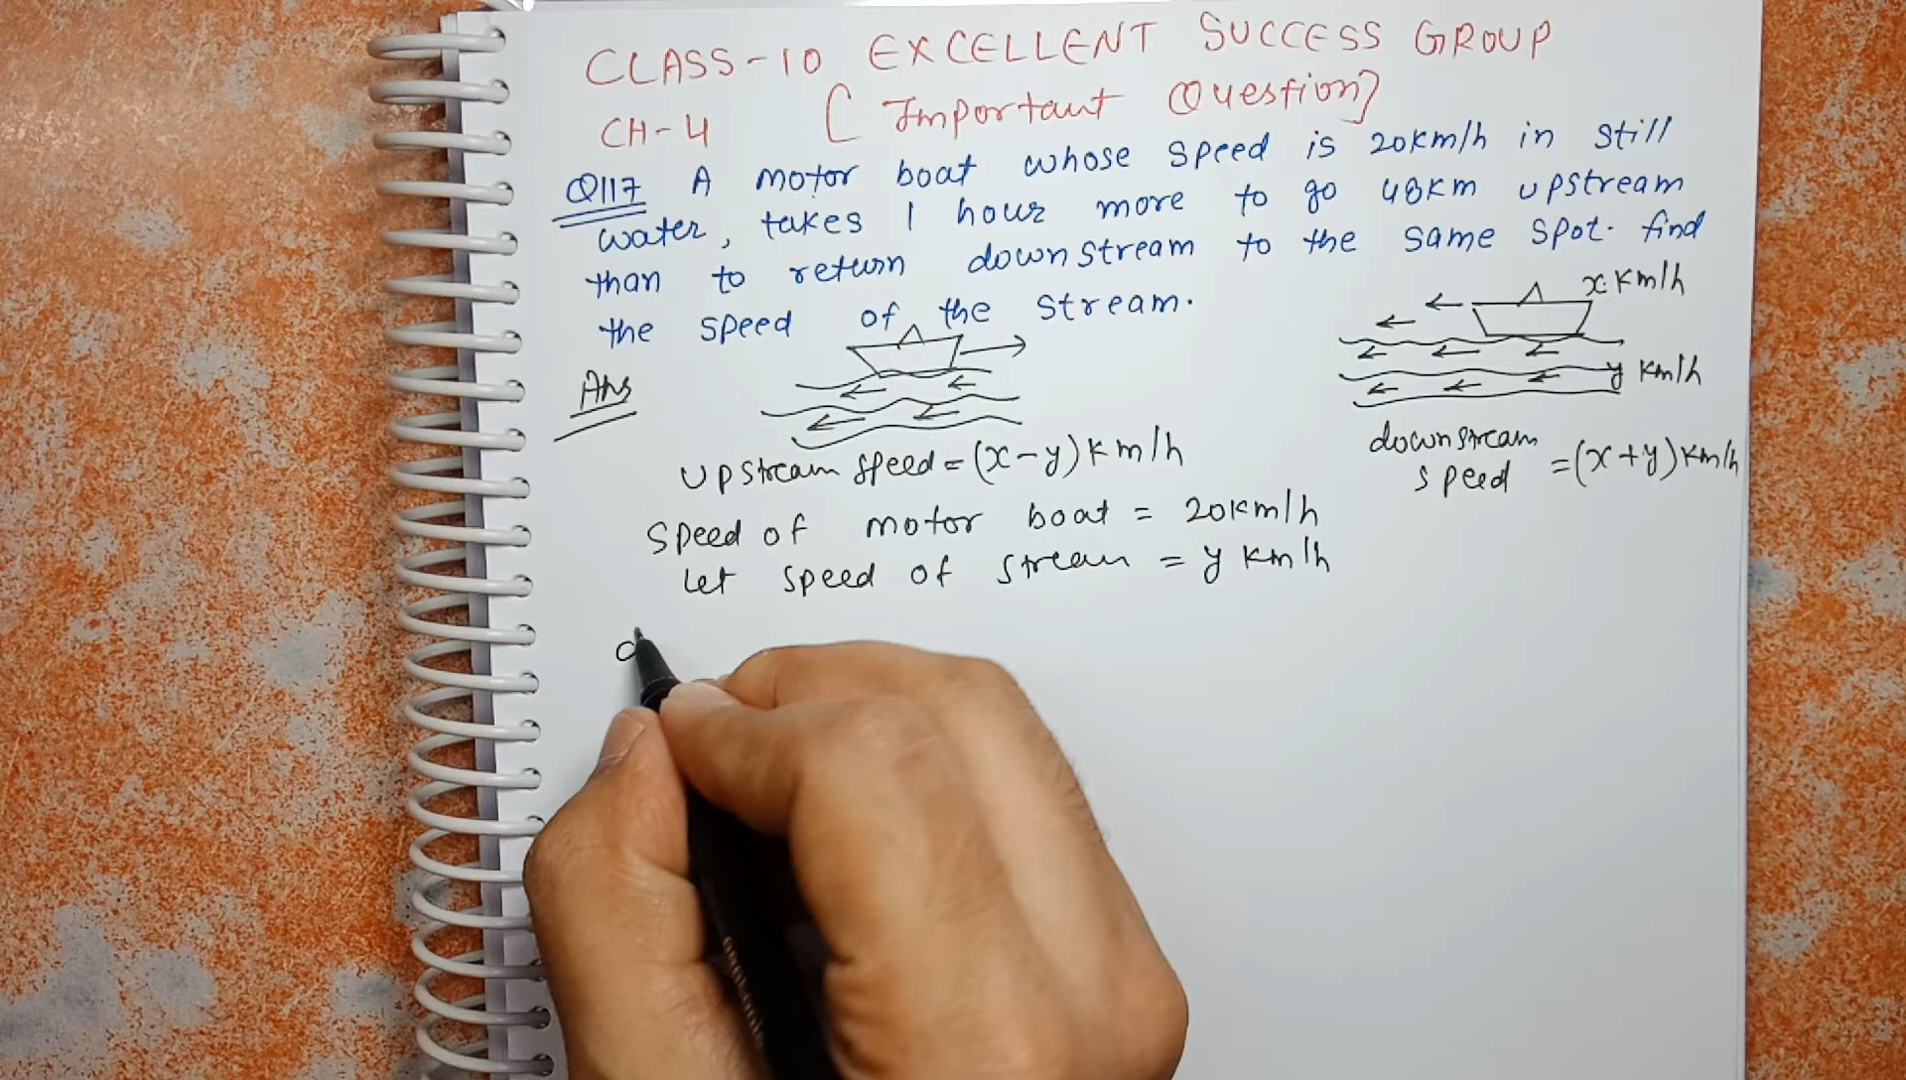 CLASS-10 EXCELLENT SUCCESS GROUP
CH-4 [Important Question]
Q117 A motor boat whose speed is 20km/h in still
water, takes 1 hour more to go 48km upstream
than to return downstream to the same spot. find
the speed of the stream.
x km/h
y km/h
Ans
upstream speed = (x-y) km/h
downstream
speed = (x+y) km/h
Speed of motor boat = 20km/h
Let speed of stream = y km/h